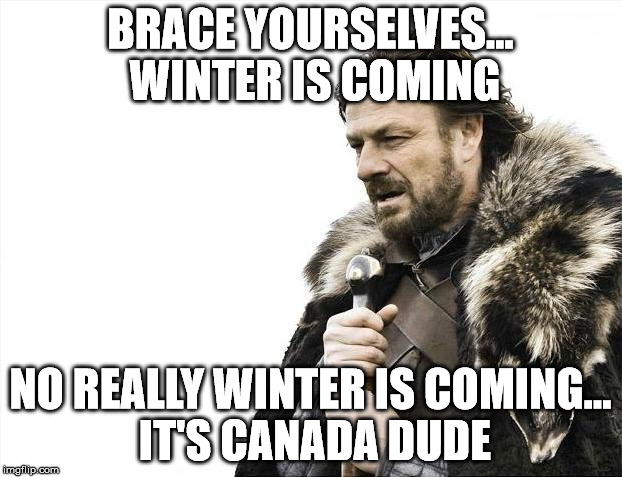 BRACE YOURSELVES...
WINTER IS COMING
NO REALLY WINTER IS COMING...
IT'S CANADA DUDE
imgflip.com